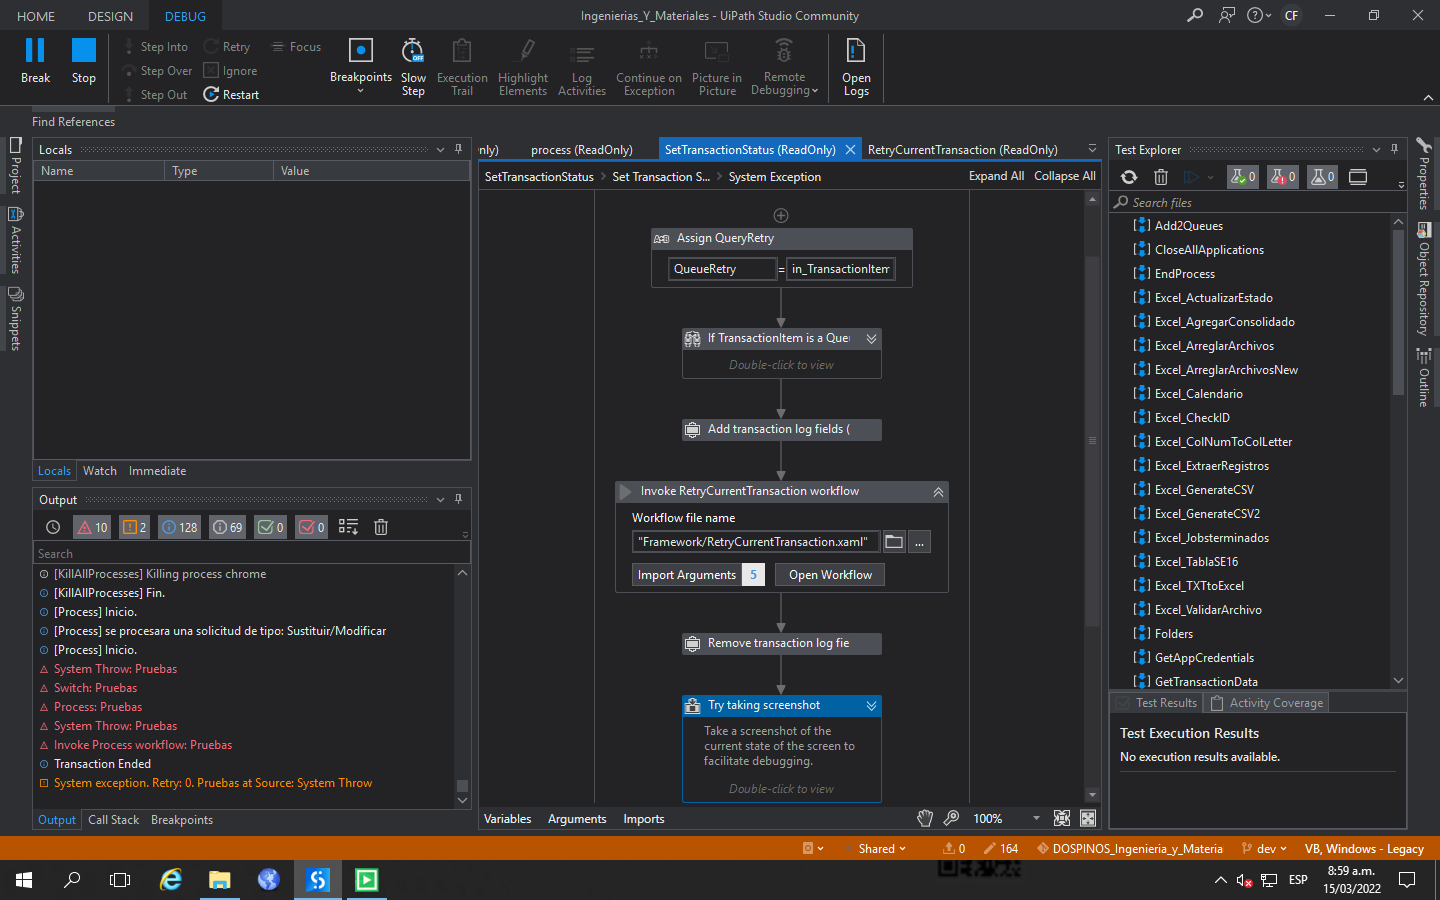 HOME DESIGN DEBUG
Ingenierias_Y_Materiales - UiPath Studio Community
CF
Break
Stop
Step Into
Step Over
Step Out
Retry
Ignore
Restart
Focus
Breakpoints
Slow Step
OFF
Execution Trail
Highlight Elements
Log Activities
Continue on Exception
Picture in Picture
Remote Debugging
Open Logs
Find References
Project
Activities
Snippets
Locals
Name Type Value
Locals Watch Immediate
Output
10 2 128 69 0 0
Search
[KillAllProcesses] Killing process chrome
[KillAllProcesses] Fin.
[Process] Inicio.
[Process] se procesara una solicitud de tipo: Sustituir/Modificar
[Process] Inicio.
System Throw: Pruebas
Switch: Pruebas
Process: Pruebas
System Throw: Pruebas
Invoke Process workflow: Pruebas
Transaction Ended
System exception. Retry: 0. Pruebas at Source: System Throw
Output Call Stack Breakpoints
nly) process (ReadOnly) SetTransactionStatus (ReadOnly) RetryCurrentTransaction (ReadOnly)
SetTransactionStatus > Set Transaction S... > System Exception
Expand All Collapse All
Assign QueryRetry
QueueRetry = in_TransactionItem
If TransactionItem is a Que
Double-click to view
Add transaction log fields (
Invoke RetryCurrentTransaction workflow
Workflow file name
"Framework/RetryCurrentTransaction.xaml" ...
Import Arguments 5 Open Workflow
Remove transaction log fie
Try taking screenshot
Take a screenshot of the
current state of the screen to
facilitate debugging.
Double-click to view
Variables Arguments Imports 100%
Test Explorer
0 0 0
Search files
Add2Queues
CloseAllApplications
EndProcess
Excel_ActualizarEstado
Excel_AgregarConsolidado
Excel_ArreglarArchivos
Excel_ArreglarArchivosNew
Excel_Calendario
Excel_CheckID
Excel_ColNumToColLetter
Excel_ExtraerRegistros
Excel_GenerateCSV
Excel_GenerateCSV2
Excel_Jobsterminados
Excel_TablaSE16
Excel_TXTtoExcel
Excel_ValidarArchivo
Folders
GetAppCredentials
GetTransactionData
Test Results Activity Coverage
Test Execution Results
No execution results available.
Properties
Object Repository
Outline
Shared 0 164 DOSPINOS_Ingenieria_y_Materia dev VB, Windows - Legacy
ESP
8:59 a.m.
15/03/2022